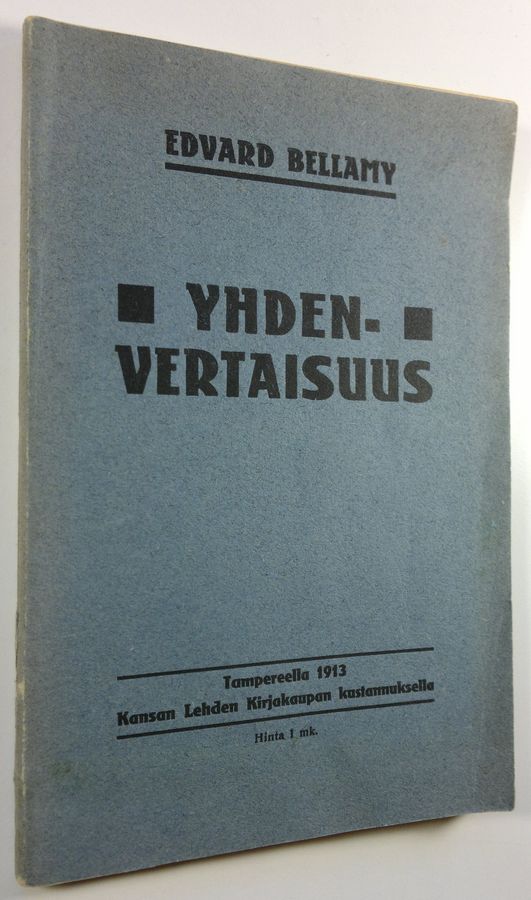 EDVARD BELLAMY
YHDEN-
VERTAISUUS
Tampereella 1913
Kansan Lehden Kirjakaupan kustannuksella
Hinta 1 mk.